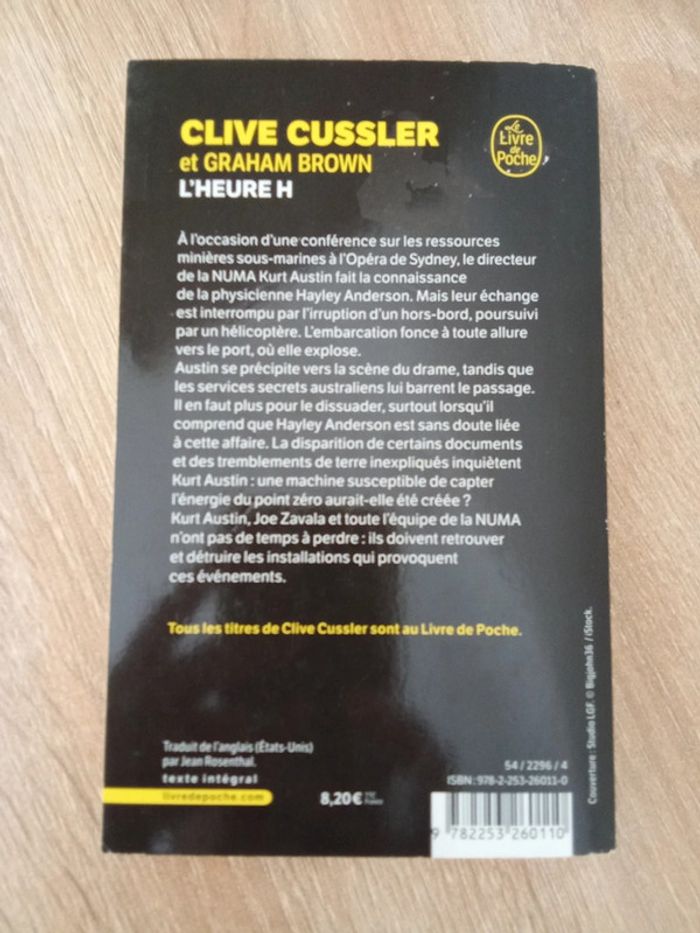 CLIVE CUSSLER
et GRAHAM BROWN
L'HEURE H
Le
Livre
de
Poche
À l'occasion d'une conférence sur les ressources
minières sous-marines à l'Opéra de Sydney, le directeur
de la NUMA Kurt Austin fait la connaissance
de la physicienne Hayley Anderson. Mais leur échange
est interrompu par l'irruption d'un hors-bord, poursuivi
par un hélicoptère. L'embarcation fonce à toute allure
vers le port, où elle explose.
Austin se précipite vers la scène du drame, tandis que
les services secrets australiens lui barrent le passage.
Il en faut plus pour le dissuader, surtout lorsqu'il
comprend que Hayley Anderson est sans doute liée
à cette affaire. La disparition de certains documents
et des tremblements de terre inexpliqués inquiètent
Kurt Austin : une machine susceptible de capter
l'énergie du point zéro aurait-elle été créée ?
Kurt Austin, Joe Zavala et toute l'équipe de la NUMA
n'ont pas de temps à perdre : ils doivent retrouver
et détruire les installations qui provoquent
ces événements.
Tous les titres de Clive Cussler sont au Livre de Poche.
Traduit de l'anglais (États-Unis)
par Jean Rosenthal.
texte intégral
livredepoche.com
8,20 € TTC
France
54 / 2296 / 4
ISBN : 978-2-253-26011-0
9 782253 260110
Couverture : Studio LGF. © Bigjohn36 / iStock.